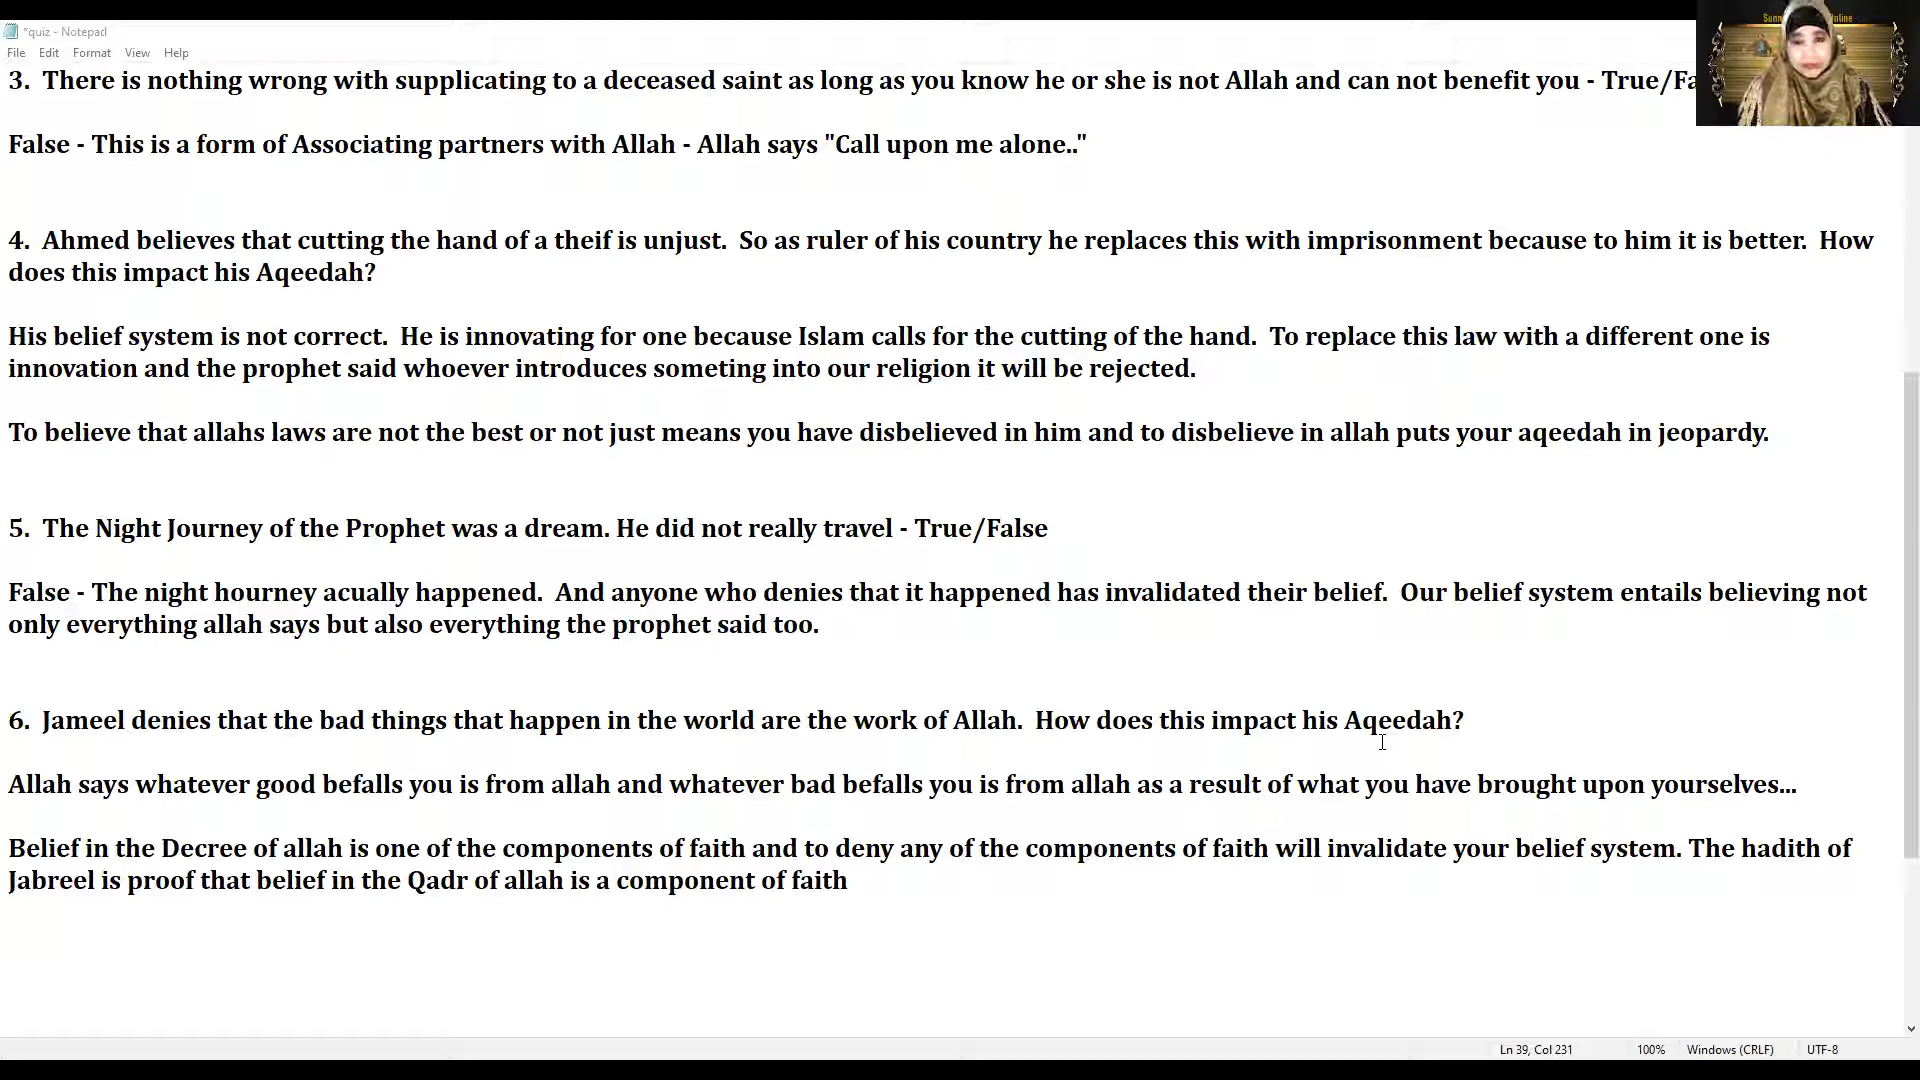 *quiz - Notepad
File Edit Format View Help
3.  There is nothing wrong with supplicating to a deceased saint as long as you know he or she is not Allah and can not benefit you - True/Fa
False - This is a form of Associating partners with Allah - Allah says "Call upon me alone.."
4.  Ahmed believes that cutting the hand of a theif is unjust.  So as ruler of his country he replaces this with imprisonment because to him it is better.  How
does this impact his Aqeedah?
His belief system is not correct.  He is innovating for one because Islam calls for the cutting of the hand.  To replace this law with a different one is
innovation and the prophet said whoever introduces someting into our religion it will be rejected.
To believe that allahs laws are not the best or not just means you have disbelieved in him and to disbelieve in allah puts your aqeedah in jeopardy.
5.  The Night Journey of the Prophet was a dream. He did not really travel - True/False
False - The night hourney acually happened.  And anyone who denies that it happened has invalidated their belief.  Our belief system entails believing not
only everything allah says but also everything the prophet said too.
6.  Jameel denies that the bad things that happen in the world are the work of Allah.  How does this impact his Aqeedah?
Allah says whatever good befalls you is from allah and whatever bad befalls you is from allah as a result of what you have brought upon yourselves...
Belief in the Decree of allah is one of the components of faith and to deny any of the components of faith will invalidate your belief system. The hadith of
Jabreel is proof that belief in the Qadr of allah is a component of faith
Ln 39, Col 231 100% Windows (CRLF) UTF-8